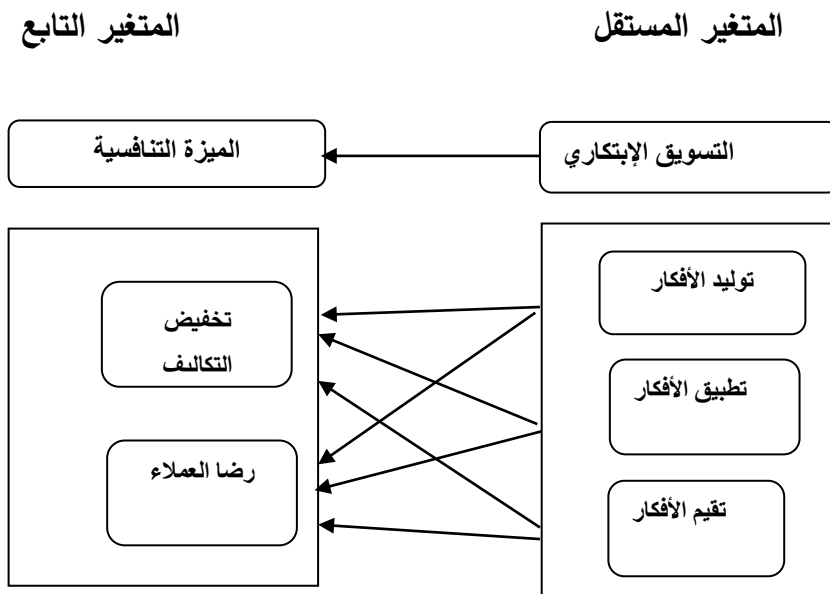 المتغير المستقل
المتغير التابع
التسويق الإبتكاري
الميزة التنافسية
توليد الأفكار
تطبيق الأفكار
تقيم الأفكار
تخفيض
التكاليف
رضا العملاء